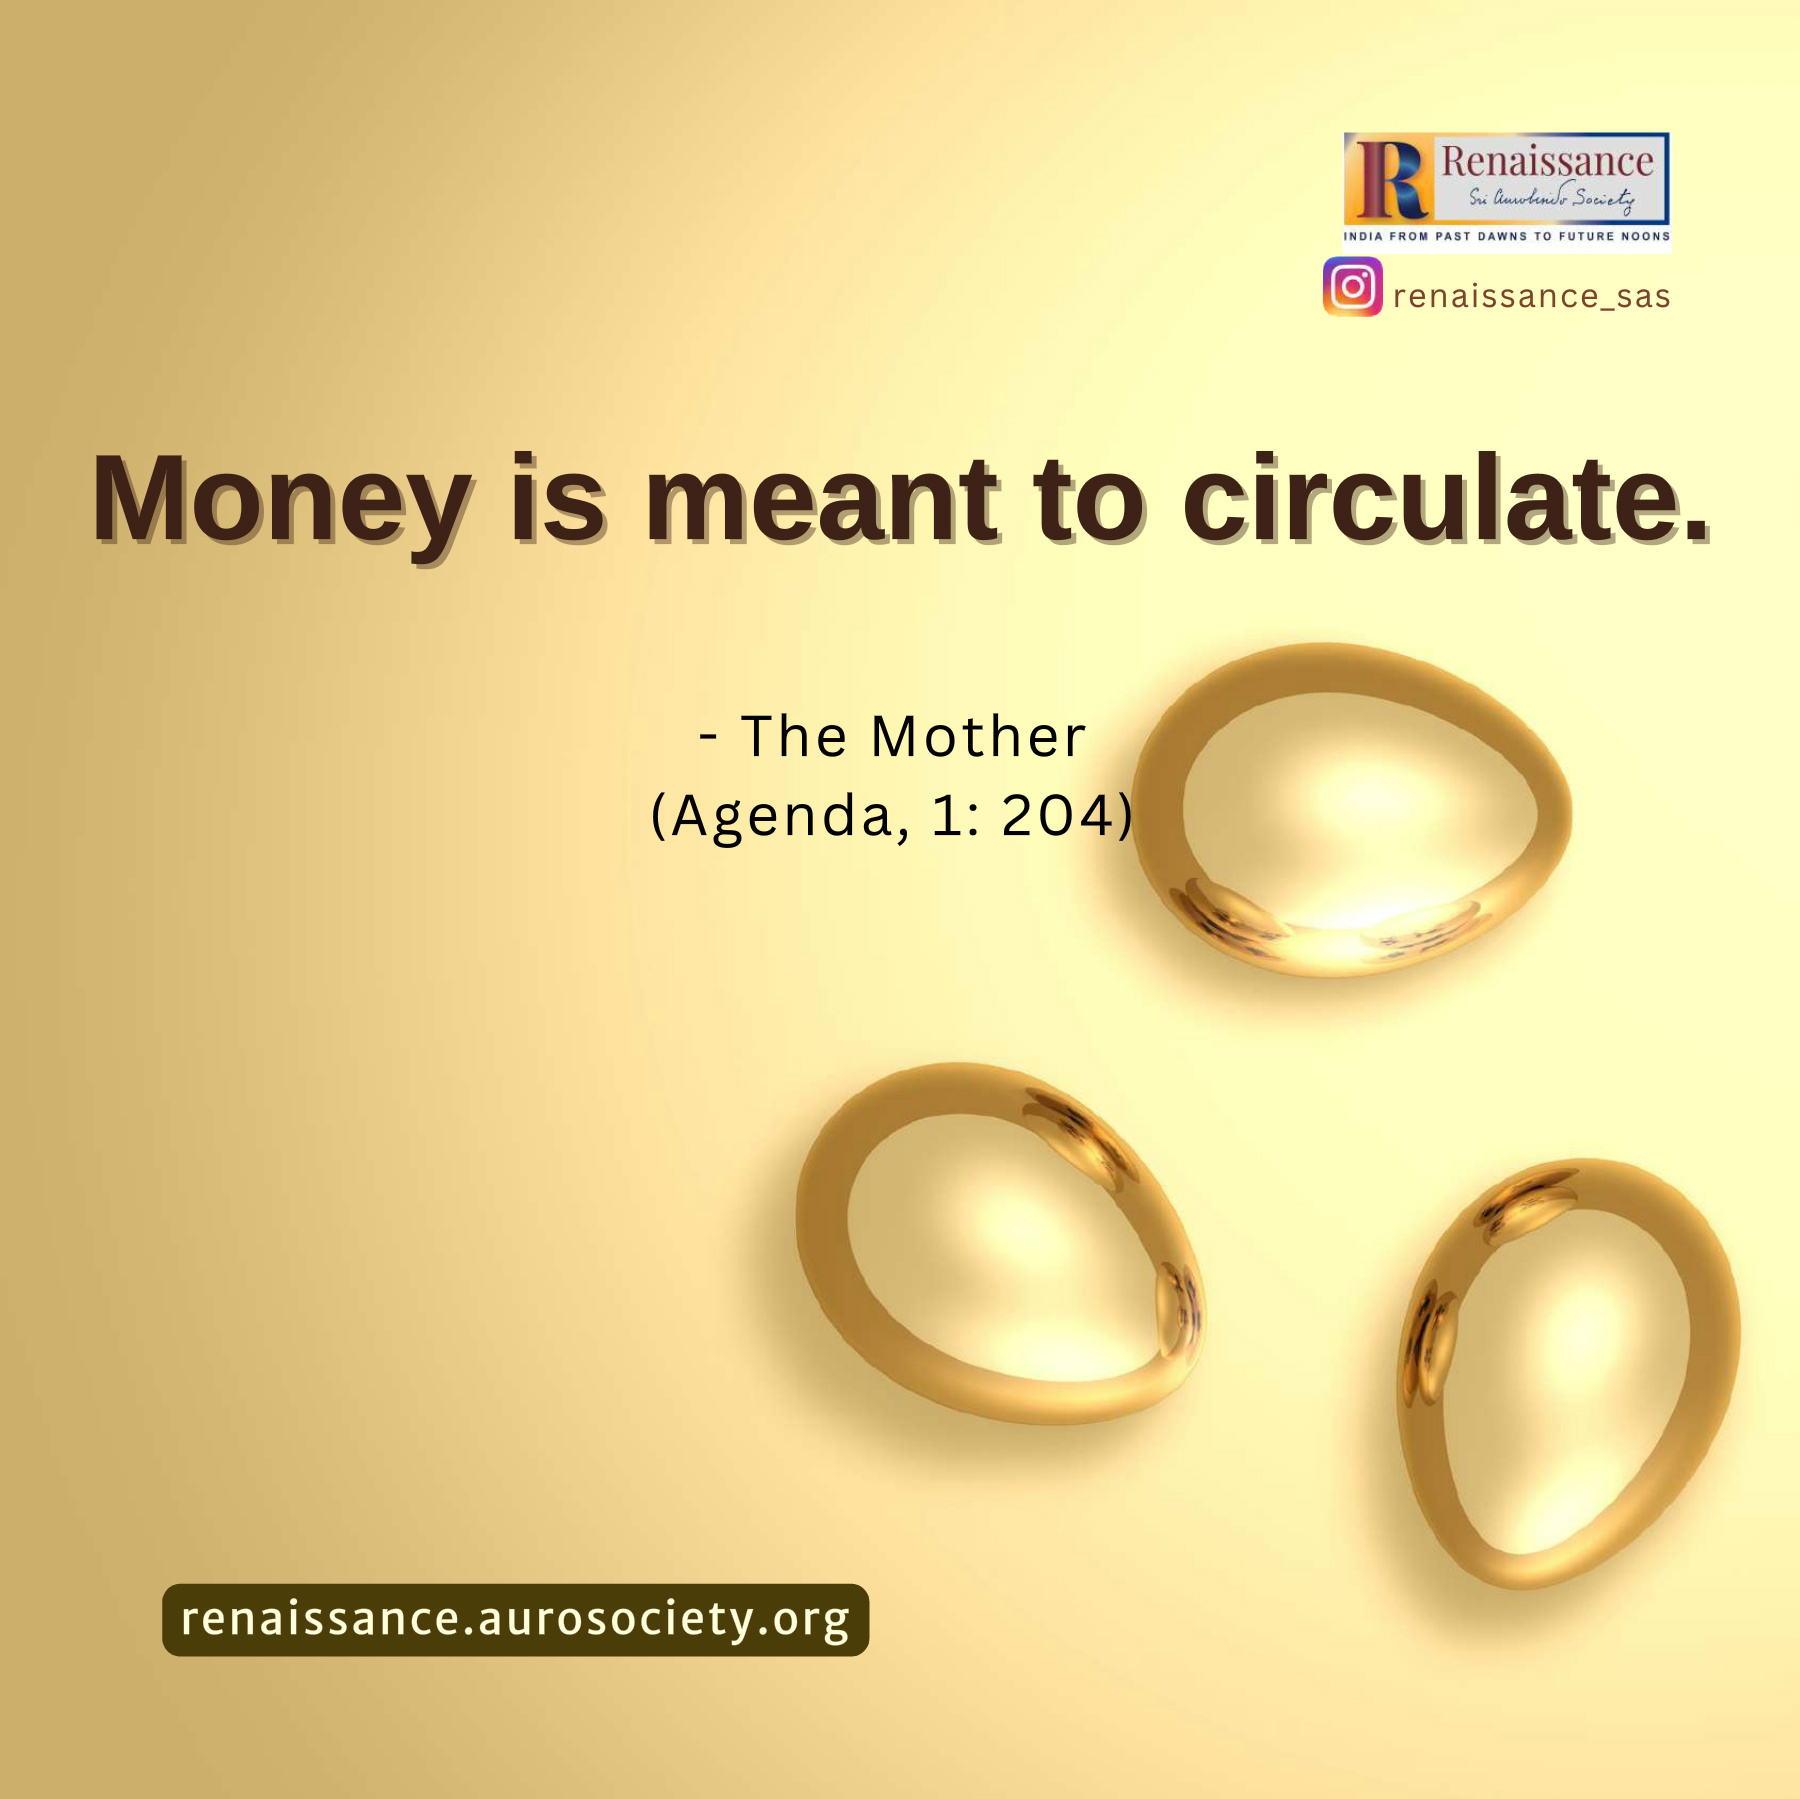 R Renaissance
Sri Aurobindo Society
INDIA FROM PAST DAWNS TO FUTURE NOONS
renaissance_sas
Money is meant to circulate.
- The Mother
(Agenda, 1: 204)
renaissance.aurosociety.org